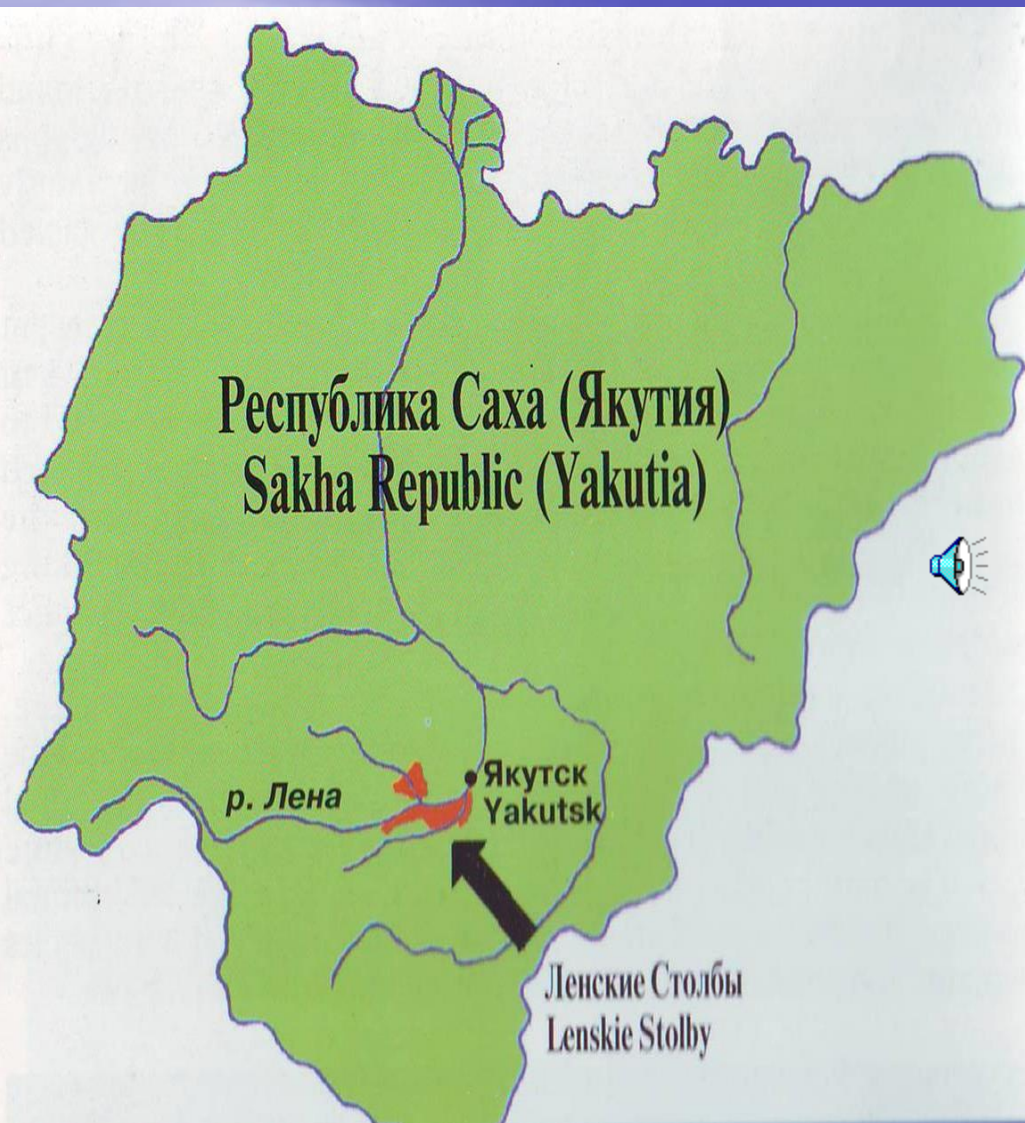 Республика Саха (Якутия)
Sakha Republic (Yakutia)
р. Лена
Якутск
Yakutsk
Ленские Столбы
Lenskie Stolby